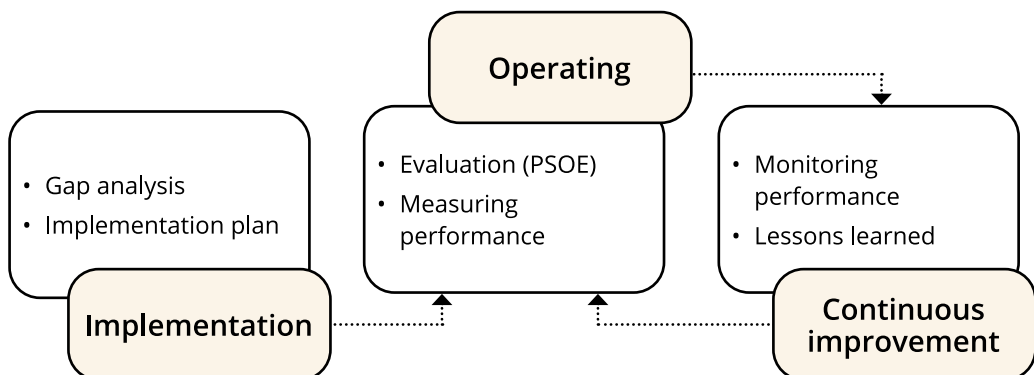 Operating
• Gap analysis
• Implementation plan
Implementation
• Evaluation (PSOE)
• Measuring
performance
• Monitoring
performance
• Lessons learned
Continuous
improvement